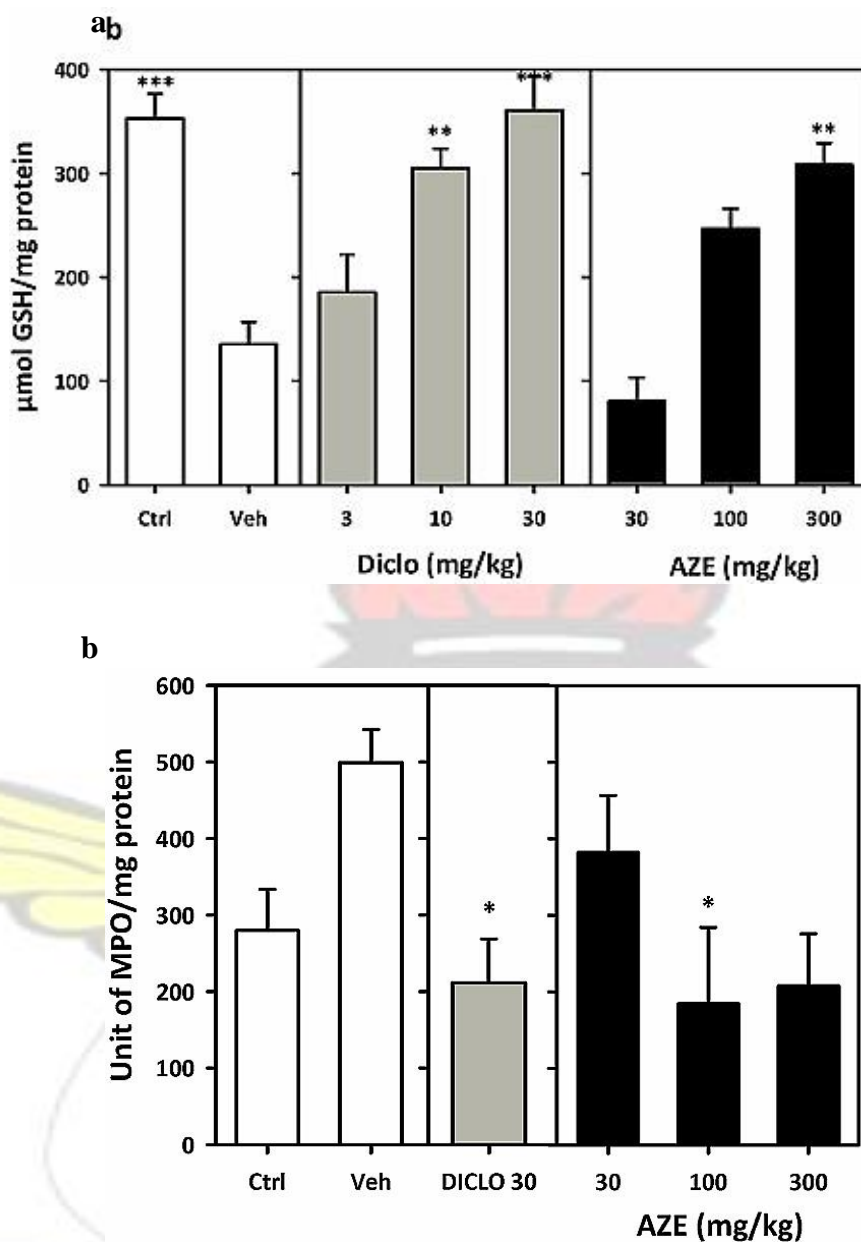 ab
400
*** *** 
** **
300
200
100
0
µmol GSH/mg protein
Ctrl Veh 3 10 30 30 100 300
Diclo (mg/kg) AZE (mg/kg)
b
600
500
400
300
* *
200
100
0
Unit of MPO/mg protein
Ctrl Veh DICLO 30 30 100 300
AZE (mg/kg)